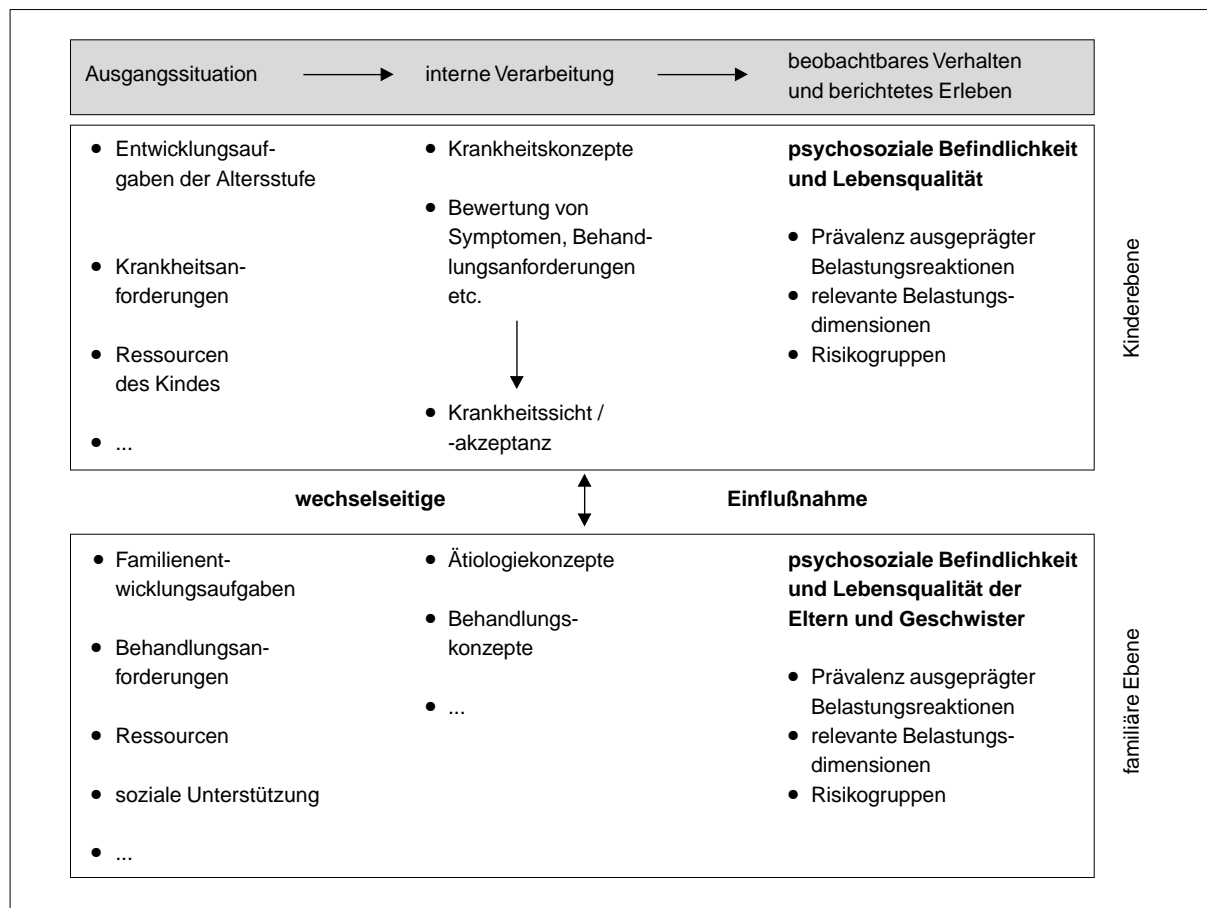 Ausgangssituation
interne Verarbeitung
beobachtbares Verhalten
und berichtetes Erleben
• Entwicklungsauf-
gaben der Altersstufe
• Krankheitsan-
forderungen
• Ressourcen
des Kindes
• ...
• Krankheitskonzepte
• Bewertung von
Symptomen, Behand-
lungsanforderungen
etc.
• Krankheitssicht /
-akzeptanz
psychosoziale Befindlichkeit
und Lebensqualität
• Prävalenz ausgeprägter
Belastungsreaktionen
• relevante Belastungs-
dimensionen
• Risikogruppen
Kinderebene
wechselseitige Einflußnahme
• Familienent-
wicklungsaufgaben
• Behandlungsan-
forderungen
• Ressourcen
• soziale Unterstützung
• ...
• Ätiologiekonzepte
• Behandlungs-
konzepte
• ...
psychosoziale Befindlichkeit
und Lebensqualität der
Eltern und Geschwister
• Prävalenz ausgeprägter
Belastungsreaktionen
• relevante Belastungs-
dimensionen
• Risikogruppen
familiäre Ebene